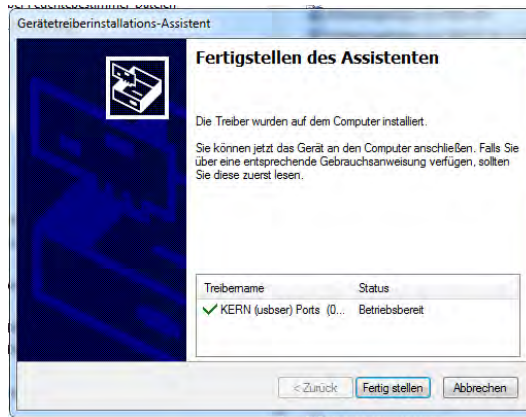 Gerätetreiberinstallations-Assistent
Fertigstellen des Assistenten
Die Treiber wurden auf dem Computer installiert.
Sie können jetzt das Gerät an den Computer anschließen. Falls Sie
über eine entsprechende Gebrauchsanweisung verfügen, sollten
Sie diese zuerst lesen.
Treibername Status
KERN (usbser) Ports (0... Betriebsbereit
< Zurück Fertig stellen Abbrechen